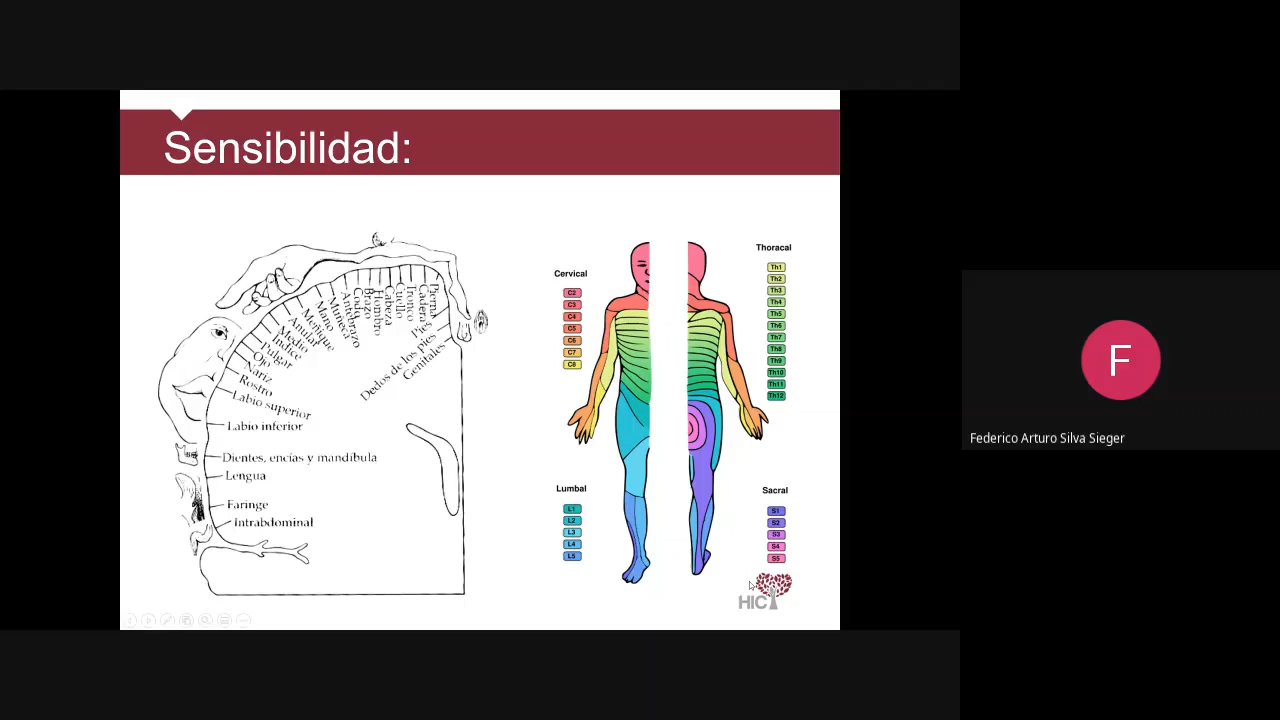 Sensibilidad:
Pierna
Cadera
Tronco
Cuello
Cabeza
Hombro
Brazo
Codo
Antebrazo
Muñeca
Mano
Meñique
Anular
Medio
Índice
Pulgar
Ojo
Nariz
Rostro
Labio superior
Labio inferior
Dientes, encías y mandíbula
Lengua
Faringe
Intrabdominal
Pies
Dedos de los pies
Genitales
Cervical
C2
C3
C4
C5
C6
C7
C8
Thoracal
Th1
Th2
Th3
Th4
Th5
Th6
Th7
Th8
Th9
Th10
Th11
Th12
Lumbal
L1
L2
L3
L4
L5
Sacral
S1
S2
S3
S4
S5
HIC
F
Federico Arturo Silva Sieger